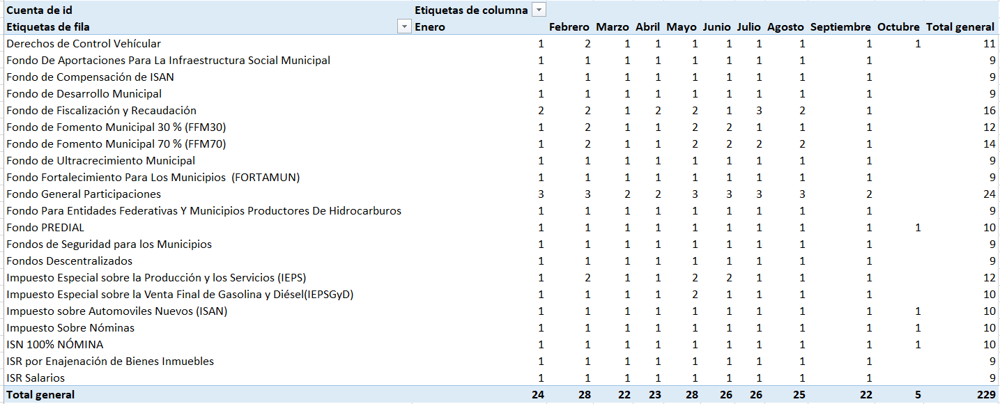 Cuenta de id Etiquetas de columna
Etiquetas de fila Enero Febrero Marzo Abril Mayo Junio Julio Agosto Septiembre Octubre Total general
Derechos de Control Vehícular 1 2 1 1 1 1 1 1 1 1 11
Fondo De Aportaciones Para La Infraestructura Social Municipal 1 1 1 1 1 1 1 1 1 9
Fondo de Compensación de ISAN 1 1 1 1 1 1 1 1 1 9
Fondo de Desarrollo Municipal 1 1 1 1 1 1 1 1 1 9
Fondo de Fiscalización y Recaudación 2 2 1 2 2 1 3 2 1 16
Fondo de Fomento Municipal 30 % (FFM30) 1 2 1 1 2 2 1 1 1 12
Fondo de Fomento Municipal 70 % (FFM70) 1 2 1 1 2 2 2 2 1 14
Fondo de Ultracrecimiento Municipal 1 1 1 1 1 1 1 1 1 9
Fondo Fortalecimiento Para Los Municipios  (FORTAMUN) 1 1 1 1 1 1 1 1 1 9
Fondo General Participaciones 3 3 2 2 3 3 3 3 2 24
Fondo Para Entidades Federativas Y Municipios Productores De Hidrocarburos 1 1 1 1 1 1 1 1 1 9
Fondo PREDIAL 1 1 1 1 1 1 1 1 1 1 10
Fondos de Seguridad para los Municipios 1 1 1 1 1 1 1 1 1 9
Fondos Descentralizados 1 1 1 1 1 1 1 1 1 9
Impuesto Especial sobre la Producción y los Servicios (IEPS) 1 2 1 1 2 2 1 1 1 12
Impuesto Especial sobre la Venta Final de Gasolina y Diésel(IEPSGyD) 1 1 1 1 2 1 1 1 1 10
Impuesto sobre Automoviles Nuevos (ISAN) 1 1 1 1 1 1 1 1 1 1 10
Impuesto Sobre Nóminas 1 1 1 1 1 1 1 1 1 1 10
ISN 100% NÓMINA 1 1 1 1 1 1 1 1 1 1 10
ISR por Enajenación de Bienes Inmuebles 1 1 1 1 1 1 1 1 1 9
ISR Salarios 1 1 1 1 1 1 1 1 1 9
Total general 24 28 22 23 28 26 26 25 22 5 229